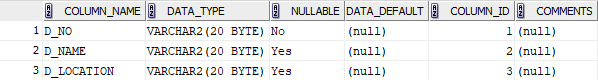 COLUMN_NAME DATA_TYPE NULLABLE DATA_DEFAULT COLUMN_ID COMMENTS
1 D_NO VARCHAR2(20 BYTE) No (null) 1 (null)
2 D_NAME VARCHAR2(20 BYTE) Yes (null) 2 (null)
3 D_LOCATION VARCHAR2(20 BYTE) Yes (null) 3 (null)